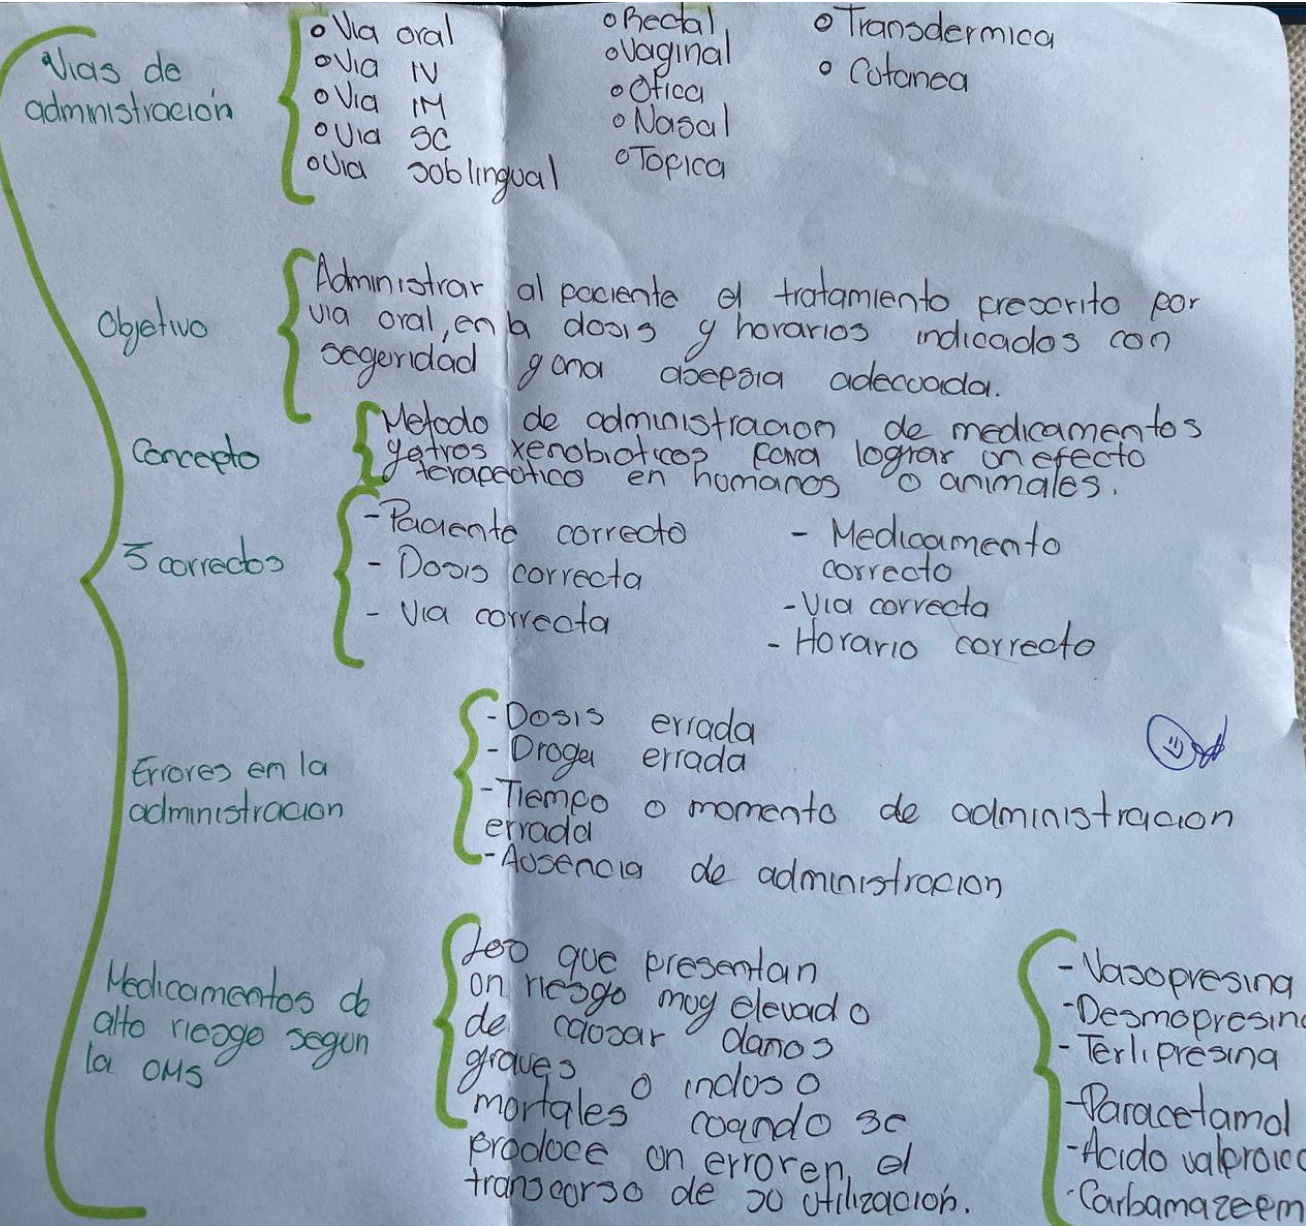 Vias de
administración
o Via oral
o Via IV
o Via IM
o Via SC
o Via sublingual
o Rectal
o Vaginal
o Otica
o Nasal
o Topica
o Transdermica
o Cutanea
Objetivo
Administrar al paciente el tratamiento prescrito por
via oral, en la dosis y horarios indicados con
seguridad y una asepsia adecuada.
Concepto
Metodo de administracion de medicamentos
y otros xenobioticos para lograr un efecto
terapeutico en humanos o animales.
5 correctos
- Paciente correcto
- Dosis correcta
- Via correcta
- Medicamento
correcto
- Via correcta
- Horario correcto
Errores en la
administracion
- Dosis errada
- Droga errada
- Tiempo o momento de administracion
errada
- Ausencia de administracion
Medicamentos de
alto riesgo segun
la OMS
Los que presentan
un riesgo muy elevado
de causar danos
graves o incluso
mortales cuando se
produce un error en el
transcurso de su utilización.
- Vasopresina
- Desmopresina
- Terlipresina
- Paracetamol
- Acido valproico
- Carbamazeem